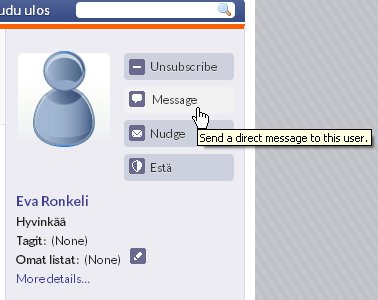 udu ulos
Unsubscribe
Message
Nudge
Send a direct message to this user.
Estä
Eva Ronkeli
Hyvinkää
Tagit: (None)
Omat listat: (None)
More details...